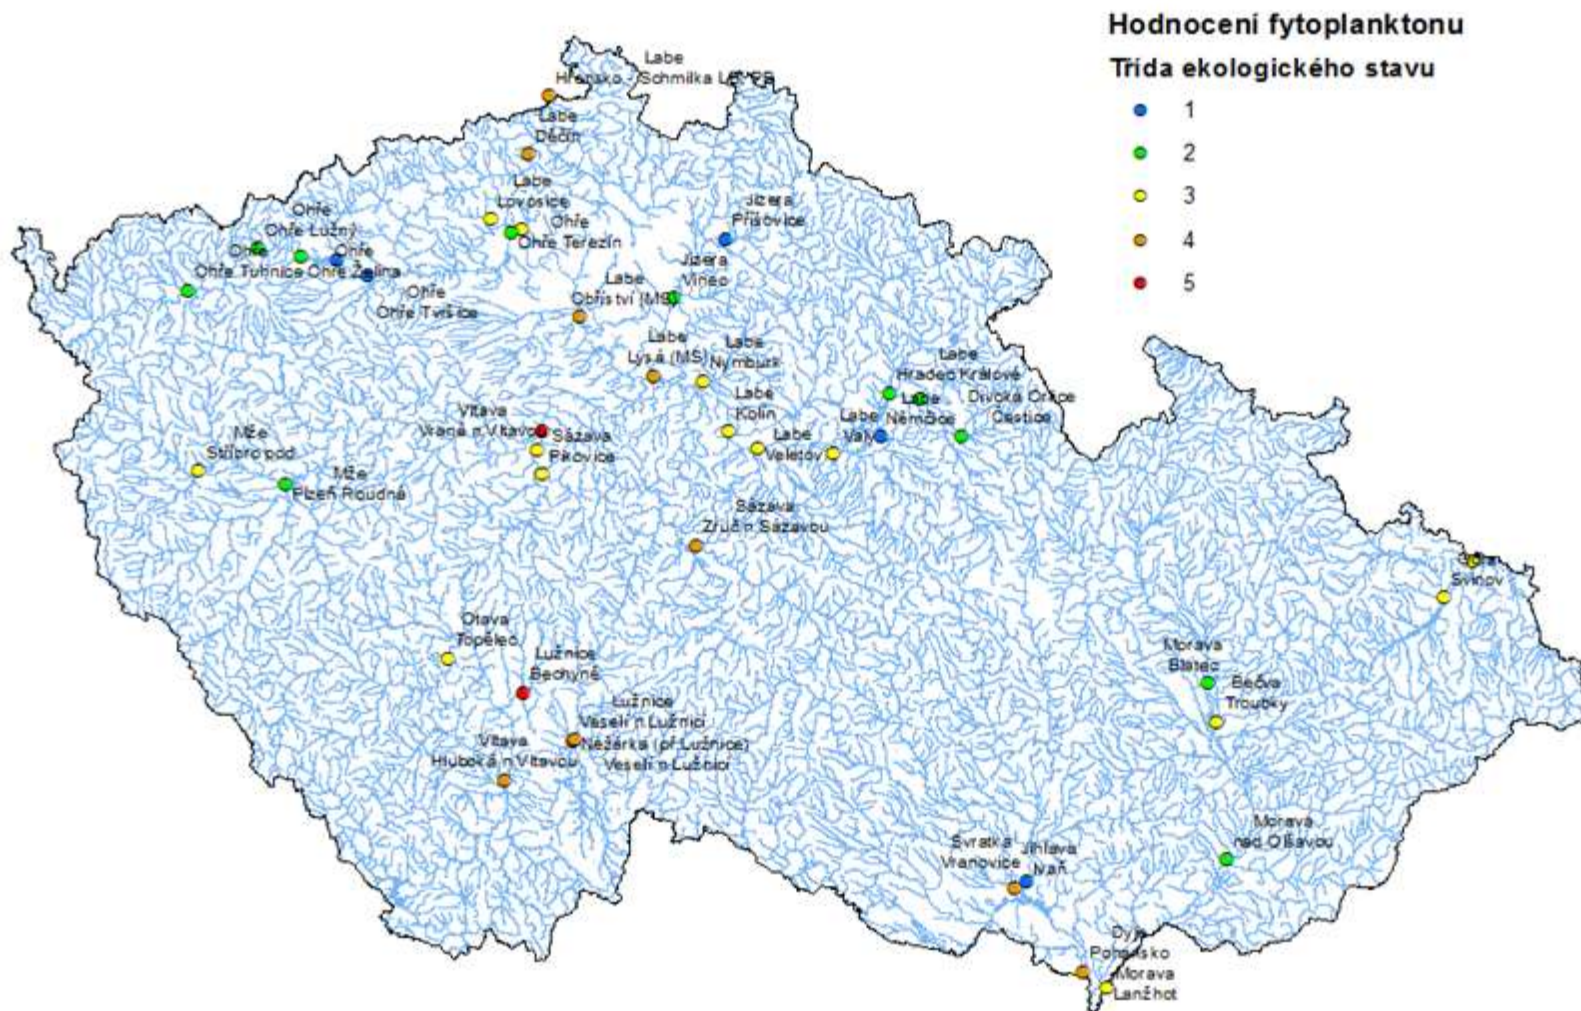 Hodnocení fytoplanktonu
Třída ekologického stavu
1
2
3
4
5
Labe
Hřensko - Schmilka
Labe
Děčín
Labe
Lovosice
Ohře
Ohře Terezín
Jizera
Příšovice
Jizera
Vinec
Ohře
Ohře Lužný
Ohře
Ohře Tuhnice
Ohře
Ohře Želina
Ohře
Ohře Tvršice
Labe
Obříství (MS)
Labe
Lysá (MS)
Labe
Nymburk
Labe
Hradec Králové
Labe
Němčice
Divoká Orlice
Čestice
Labe
Kolín
Labe
Valy
Labe
Veletov
Vltava
Vrané n Vltavou
Sázava
Pikovice
Mže
Stříbro pod
Mže
Plzeň Roudná
Sázava
Zruč n Sázavou
Svinov
Otava
Topělec
Lužnice
Bechyně
Lužnice
Veselí n Lužnicí
Nežárka (př.Lužnice)
Veselí n Lužnicí
Vltava
Hluboká n Vltavou
Morava
Blatec
Bečva
Troubky
Morava
nad Olšavou
Svratka
Vranovice
Jihlava
Ivaň
Dyje
Pohansko
Morava
Lanžhot